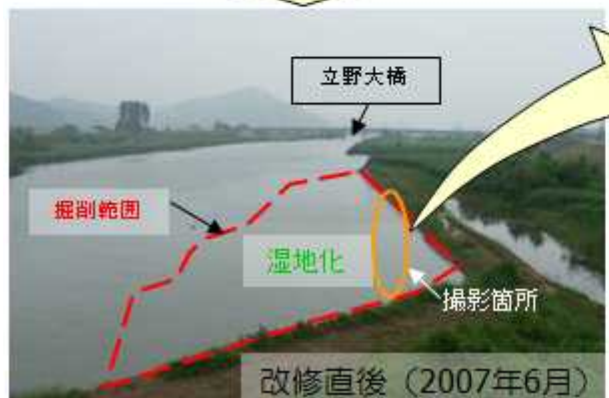 立野大橋
掘削範囲
湿地化
撮影箇所
改修直後（2007年6月）